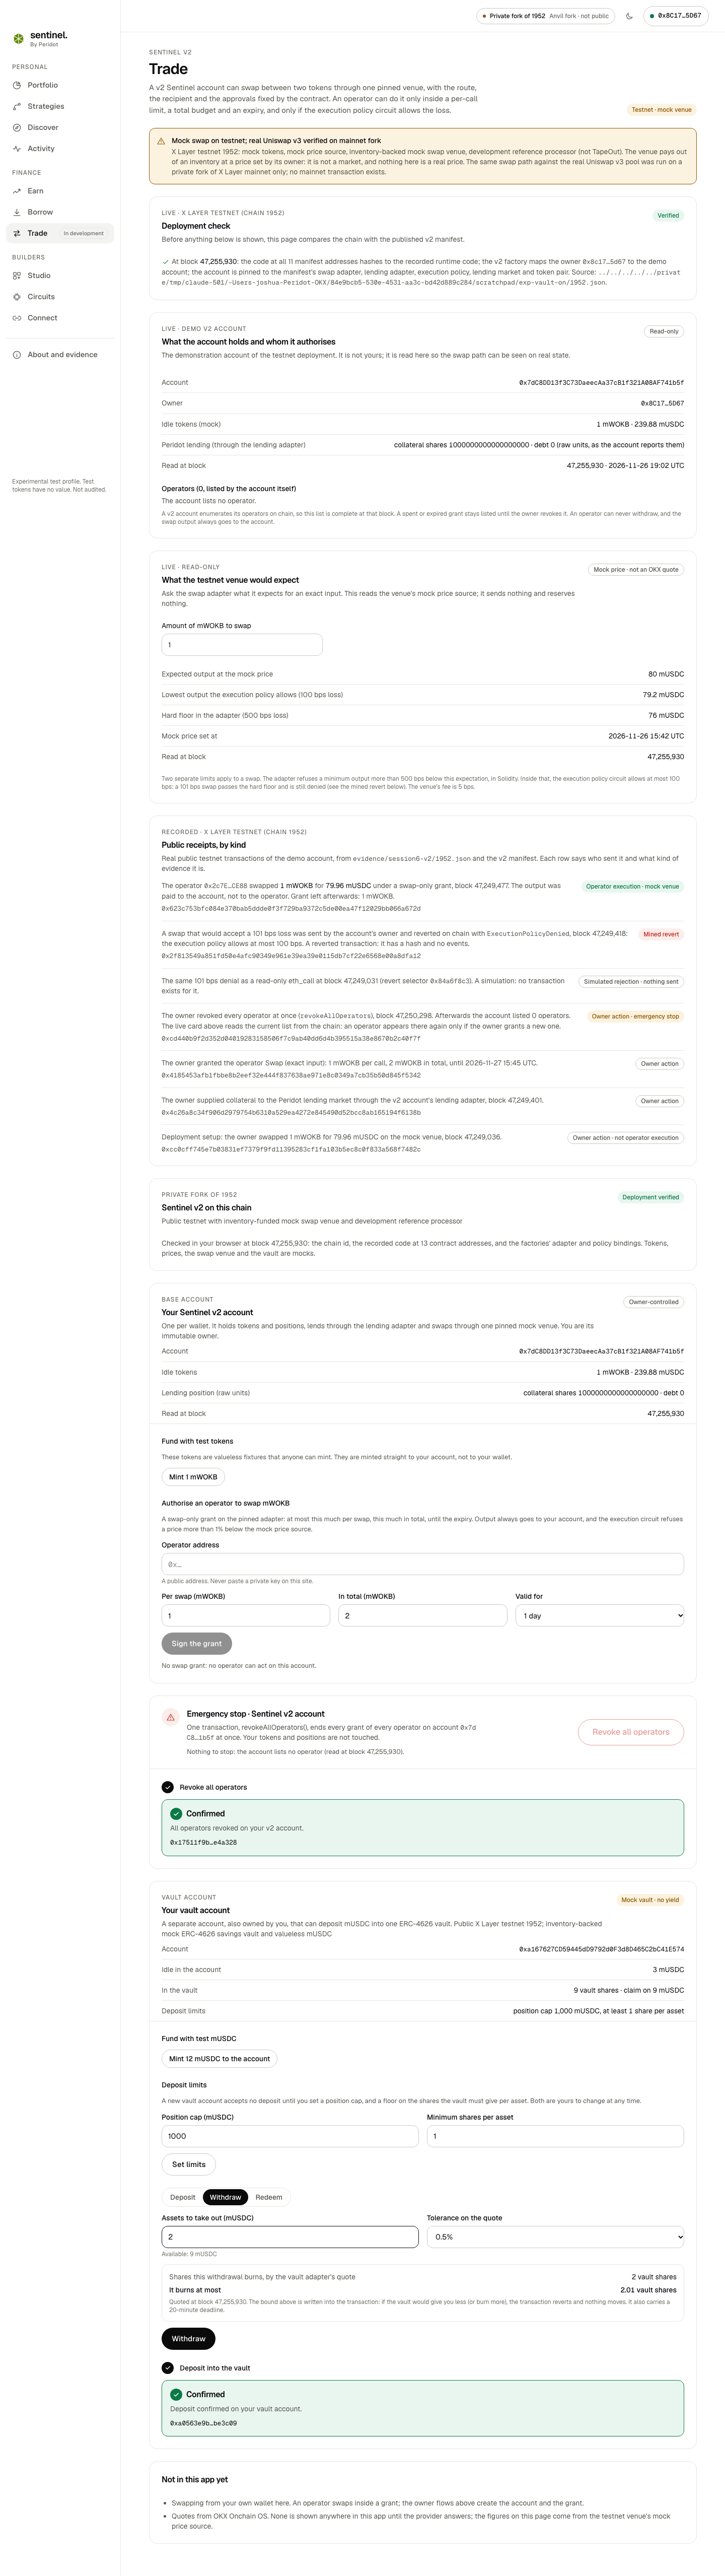 sentinel.
By Peridot
PERSONAL
Portfolio
Strategies
Discover
Activity
FINANCE
Earn
Borrow
Trade
In development
BUILDERS
Studio
Circuits
Connect
About and evidence
Experimental test profile. Test
tokens have no value. Not audited.
Private fork of 1952 Anvil fork · not public
0x8C17…5D67
SENTINEL V2
Trade
A v2 Sentinel account can swap between two tokens through one pinned venue, with the route,
the recipient and the approvals fixed by the contract. An operator can do it only inside a per-call
limit, a total budget and an expiry, and only if the execution policy circuit allows the loss.
Testnet · mock venue
Mock swap on testnet; real Uniswap v3 verified on mainnet fork
X Layer testnet 1952: mock tokens, mock price source, inventory-backed mock swap venue, development reference processor (not TapeOut). The venue pays out
of an inventory at a price set by its owner: it is not a market, and nothing here is a real price. The same swap path against the real Uniswap v3 pool was run on a
private fork of X Layer mainnet only; no mainnet transaction exists.
LIVE · X LAYER TESTNET (CHAIN 1952)
Deployment check
Verified
Before anything below is shown, this page compares the chain with the published v2 manifest.
At block 47,255,930: the code at all 11 manifest addresses hashes to the recorded runtime code; the v2 factory maps the owner 0x8c17…5d67 to the demo
account; the account is pinned to the manifest's swap adapter, lending adapter, execution policy, lending market and token pair. Source: ../../../../../privat
e/tmp/claude-501/-Users-joshua-Peridot-OKX/84e9bcb5-530e-4531-aa3c-bd42d889c284/scratchpad/exp-vault-on/1952.json.
LIVE · DEMO V2 ACCOUNT
What the account holds and whom it authorises
Read-only
The demonstration account of the testnet deployment. It is not yours; it is read here so the swap path can be seen on real state.
Account
0x7dC8DD13f3C73DaeecAa37cB1f321A08AF741b5f
Owner
0x8C17…5D67
Idle tokens (mock)
1 mWOKB · 239.88 mUSDC
Peridot lending (through the lending adapter)
collateral shares 1000000000000000000 · debt 0 (raw units, as the account reports them)
Read at block
47,255,930 · 2026-11-26 19:02 UTC
Operators (0, listed by the account itself)
The account lists no operator.
A v2 account enumerates its operators on chain, so this list is complete at that block. A spent or expired grant stays listed until the owner revokes it. An operator can never withdraw, and the
swap output always goes to the account.
LIVE · READ-ONLY
What the testnet venue would expect
Mock price · not an OKX quote
Ask the swap adapter what it expects for an exact input. This reads the venue's mock price source; it sends nothing and reserves
nothing.
Amount of mWOKB to swap
1
Expected output at the mock price
80 mUSDC
Lowest output the execution policy allows (100 bps loss)
79.2 mUSDC
Hard floor in the adapter (500 bps loss)
76 mUSDC
Mock price set at
2026-11-26 15:42 UTC
Read at block
47,255,930
Two separate limits apply to a swap. The adapter refuses a minimum output more than 500 bps below this expectation, in Solidity. Inside that, the execution policy circuit allows at most 100
bps: a 101 bps swap passes the hard floor and is still denied (see the mined revert below). The venue's fee is 5 bps.
RECORDED · X LAYER TESTNET (CHAIN 1952)
Public receipts, by kind
Real public testnet transactions of the demo account, from evidence/session6-v2/1952.json and the v2 manifest. Each row says who sent it and what kind of
evidence it is.
The operator 0x2c7E…CE88 swapped 1 mWOKB for 79.96 mUSDC under a swap-only grant, block 47,249,477. The output was
paid to the account, not to the operator. Grant left afterwards: 1 mWOKB.
Operator execution · mock venue
0x623c753bfc084e370bab5ddde0f3f729ba9372c5de00ea47f12029bb066a672d
A swap that would accept a 101 bps loss was sent by the account's owner and reverted on chain with ExecutionPolicyDenied, block 47,249,418:
the execution policy allows at most 100 bps. A reverted transaction: it has a hash and no events.
Mined revert
0x2f813549a851fd50e4afc90349e961e39ea39e0115db7cf22e6568e00a8dfa12
The same 101 bps denial as a read-only eth_call at block 47,249,031 (revert selector 0x84a6f8c3). A simulation: no transaction
exists for it.
Simulated rejection · nothing sent
The owner revoked every operator at once (revokeAllOperators), block 47,250,298. Afterwards the account listed 0 operators.
The live card above reads the current list from the chain: an operator appears there again only if the owner grants a new one.
Owner action · emergency stop
0xcd440b9f2d352d04019283158506f7c9ab40dd6d4b395515a38e8670b2c40f7f
The owner granted the operator Swap (exact input): 1 mWOKB per call, 2 mWOKB in total, until 2026-11-27 15:45 UTC.
Owner action
0x4185453afb1fbbe8b2eef32e444f837638ae971e8c0349a7cb35b50d845f5342
The owner supplied collateral to the Peridot lending market through the v2 account's lending adapter, block 47,249,401.
Owner action
0x4c26a8c34f906d2979754b6310a529ea4272e845490d52bcc8ab165194f6138b
Deployment setup: the owner swapped 1 mWOKB for 79.96 mUSDC on the mock venue, block 47,249,036.
Owner action · not operator execution
0xcc0cff745e7b03831ef7379f9fd11395283cf1fa103b5ec8c0f833a568f7482c
PRIVATE FORK OF 1952
Sentinel v2 on this chain
Deployment verified
Public testnet with inventory-funded mock swap venue and development reference processor
Checked in your browser at block 47,255,930: the chain id, the recorded code at 13 contract addresses, and the factories' adapter and policy bindings. Tokens,
prices, the swap venue and the vault are mocks.
BASE ACCOUNT
Your Sentinel v2 account
Owner-controlled
One per wallet. It holds tokens and positions, lends through the lending adapter and swaps through one pinned mock venue. You are its
immutable owner.
Account
0x7dC8DD13f3C73DaeecAa37cB1f321A08AF741b5f
Idle tokens
1 mWOKB · 239.88 mUSDC
Lending position (raw units)
collateral shares 1000000000000000000 · debt 0
Read at block
47,255,930
Fund with test tokens
These tokens are valueless fixtures that anyone can mint. They are minted straight to your account, not to your wallet.
Mint 1 mWOKB
Authorise an operator to swap mWOKB
A swap-only grant on the pinned adapter: at most this much per swap, this much in total, until the expiry. Output always goes to your account, and the execution circuit refuses
a price more than 1% below the mock price source.
Operator address
0x…
A public address. Never paste a private key on this site.
Per swap (mWOKB)
In total (mWOKB)
Valid for
1
2
1 day
Sign the grant
No swap grant: no operator can act on this account.
Emergency stop · Sentinel v2 account
One transaction, revokeAllOperators(), ends every grant of every operator on account 0x7d
C8…1b5f at once. Your tokens and positions are not touched.
Nothing to stop: the account lists no operator (read at block 47,255,930).
Revoke all operators
Revoke all operators
Confirmed
All operators revoked on your v2 account.
0x17511f9b…e4a328
VAULT ACCOUNT
Your vault account
Mock vault · no yield
A separate account, also owned by you, that can deposit mUSDC into one ERC-4626 vault. Public X Layer testnet 1952; inventory-backed
mock ERC-4626 savings vault and valueless mUSDC
Account
0xa167627CD59445dD9792d0F3d8D465C2bC41E574
Idle in the account
3 mUSDC
In the vault
9 vault shares · claim on 9 mUSDC
Deposit limits
position cap 1,000 mUSDC, at least 1 share per asset
Fund with test mUSDC
Mint 12 mUSDC to the account
Deposit limits
A new vault account accepts no deposit until you set a position cap, and a floor on the shares the vault must give per asset. Both are yours to change at any time.
Position cap (mUSDC)
Minimum shares per asset
1000
1
Set limits
Deposit
Withdraw
Redeem
Assets to take out (mUSDC)
Tolerance on the quote
2
0.5%
Available: 9 mUSDC
Shares this withdrawal burns, by the vault adapter's quote
2 vault shares
It burns at most
2.01 vault shares
Quoted at block 47,255,930. The bound above is written into the transaction: if the vault would give you less (or burn more), the transaction reverts and nothing moves. It also carries a
20-minute deadline.
Withdraw
Deposit into the vault
Confirmed
Deposit confirmed on your vault account.
0xa0563e9b…be3c09
Not in this app yet
Swapping from your own wallet here. An operator swaps inside a grant; the owner flows above create the account and the grant.
Quotes from OKX Onchain OS. None is shown anywhere in this app until the provider answers; the figures on this page come from the testnet venue's mock
price source.